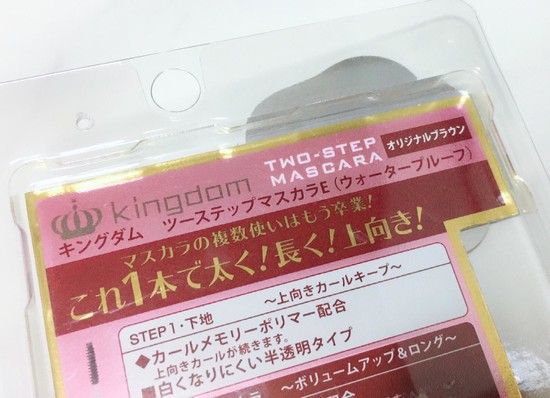 kingdom
TWO-STEP
MASCARA
オリジナルブラウン
キングダム ツーステップマスカラE(ウォータープルーフ)
マスカラの複数使いはもう卒業!
これ1本で太く!長く!上向き!
STEP1・下地 〜上向きカールキープ〜
◆カールメモリーポリマー配合
上向きカールが続きます。
■白くなりにくい半透明タイプ
〜ボリュームアップ&ロング〜